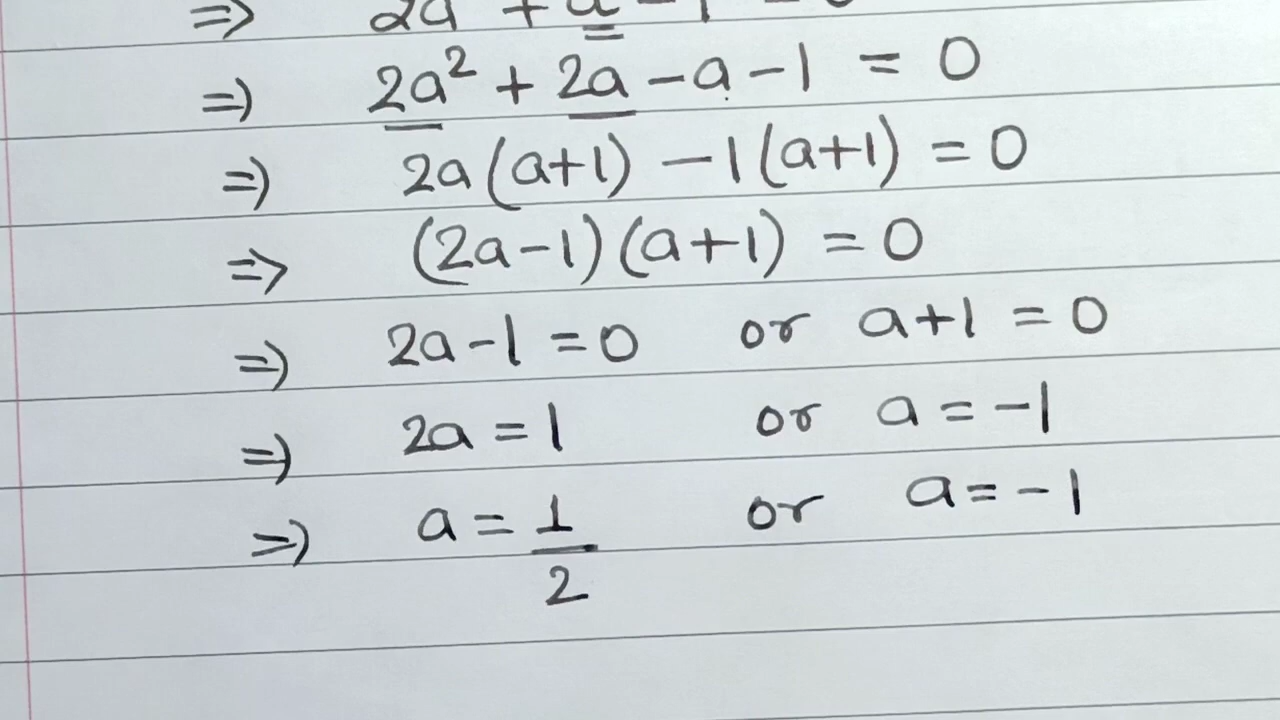 ⇒ 2a² + 2a - a - 1 = 0
⇒ 2a(a+1) - 1(a+1) = 0
⇒ (2a-1)(a+1) = 0
⇒ 2a-1 = 0 or a+1 = 0
⇒ 2a = 1 or a = -1
⇒ a = 1/2 or a = -1